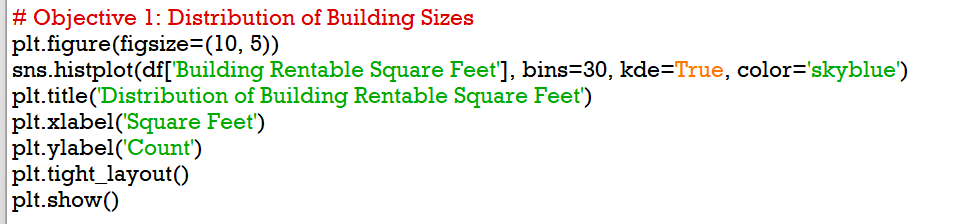 # Objective 1: Distribution of Building Sizes
plt.figure(figsize=(10, 5))
sns.histplot(df['Building Rentable Square Feet'], bins=30, kde=True, color='skyblue')
plt.title('Distribution of Building Rentable Square Feet')
plt.xlabel('Square Feet')
plt.ylabel('Count')
plt.tight_layout()
plt.show()